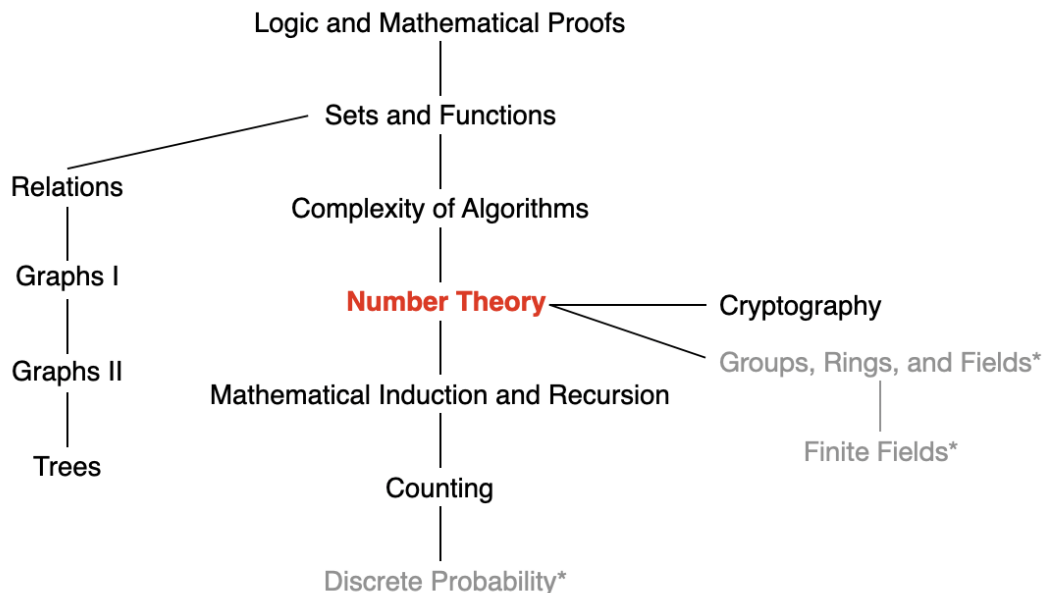 Logic and Mathematical Proofs
Sets and Functions
Relations
Complexity of Algorithms
Graphs I
Number Theory
Cryptography
Groups, Rings, and Fields*
Graphs II
Mathematical Induction and Recursion
Finite Fields*
Trees
Counting
Discrete Probability*